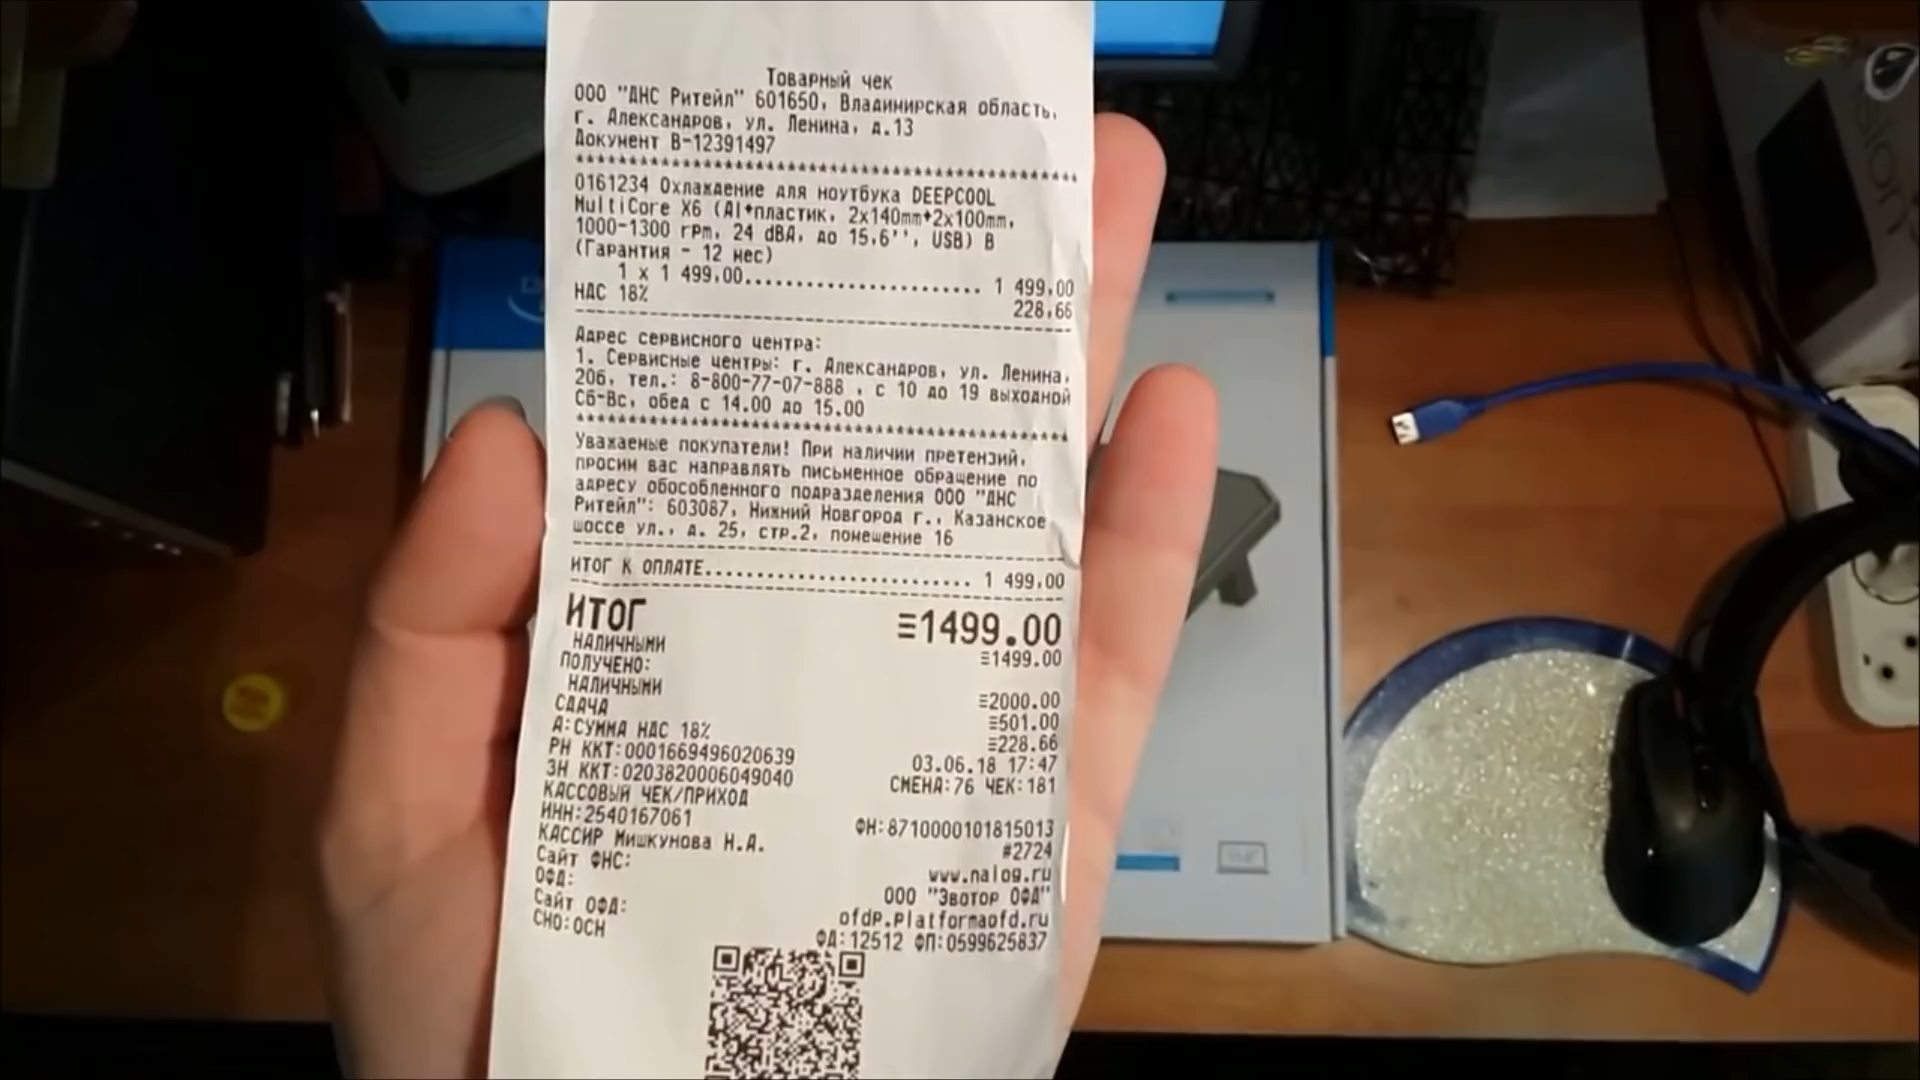 Товарный чек
ООО "ДНС Ритейл" 601650, Владимирская область,
г. Александров, ул. Ленина, д.13
Документ В-12391497
************************************************
0161234 Охлаждение для ноутбука DEEPCOOL
MultiCore X6 (Al+пластик, 2x140mm+2x100mm,
1000-1300 rpm, 24 dBA, до 15,6'', USB) В
(Гарантия - 12 мес)
1 x 1 499,00...................... 1 499,00
НДС 18% 228,66
------------------------------------------------
Адрес сервисного центра:
1. Сервисные центры: г. Александров, ул. Ленина,
20б, тел.: 8-800-77-07-888 , с 10 до 19 выходной
Сб-Вс, обед с 14.00 до 15.00
************************************************
Уважаемые покупатели! При наличии претензий,
просим вас направлять письменное обращение по
адресу обособленного подразделения ООО "ДНС
Ритейл": 603087, Нижний Новгород г., Казанское
шоссе ул., д. 25, стр.2, помещение 16
------------------------------------------------
ИТОГ К ОПЛАТЕ......................... 1 499,00
------------------------------------------------
ИТОГ ≡1499.00
НАЛИЧНЫМИ ≡1499.00
ПОЛУЧЕНО:
НАЛИЧНЫМИ ≡2000.00
СДАЧА ≡501.00
А:СУММА НДС 18% ≡228.66
РН ККТ:0001669496020639 03.06.18 17:47
ЗН ККТ:0203820006049040 СМЕНА:76 ЧЕК:181
КАССОВЫЙ ЧЕК/ПРИХОД
ИНН:2540167061 ФН:8710000101815013
КАССИР Мишкунова Н.А. #2724
Сайт ФНС: www.nalog.ru
ОФД: ООО "Эвотор ОФД"
Сайт ОФД: ofdp.platformaofd.ru
СНО:ОСН ФД:12512 ФП:0599625837